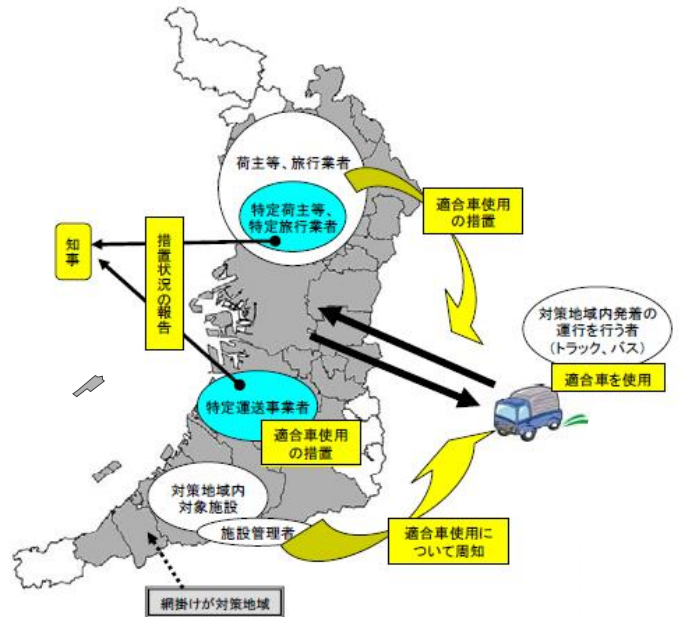 荷主等、旅行業者
特定荷主等、
特定旅行業者
適合車使用
の措置
知事
措置状況の報告
対策地域内発着の
運行を行う者
(トラック、バス)
適合車を使用
特定運送事業者
適合車使用
の措置
対策地域内
対象施設
施設管理者
適合車使用に
ついて周知
網掛けが対策地域